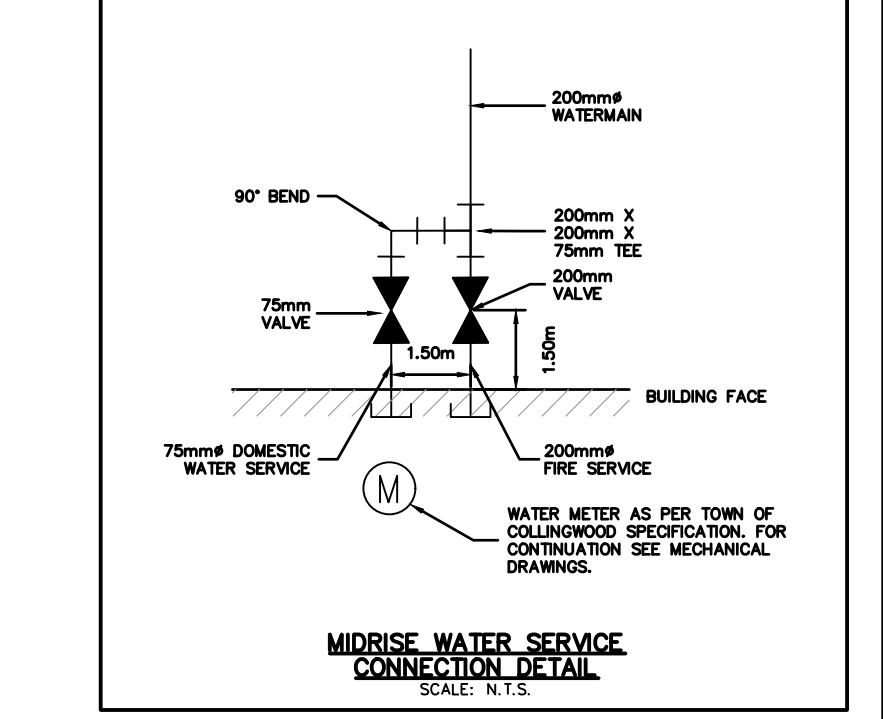 200mmø
WATERMAIN
90° BEND
200mm X
200mm X
75mm TEE
200mm
VALVE
75mm
VALVE
1.50m
1.50m
BUILDING FACE
75mmø DOMESTIC
WATER SERVICE
200mmø
FIRE SERVICE
M
WATER METER AS PER TOWN OF
COLLINGWOOD SPECIFICATION. FOR
CONTINUATION SEE MECHANICAL
DRAWINGS.
MIDRISE WATER SERVICE
CONNECTION DETAIL
SCALE: N.T.S.